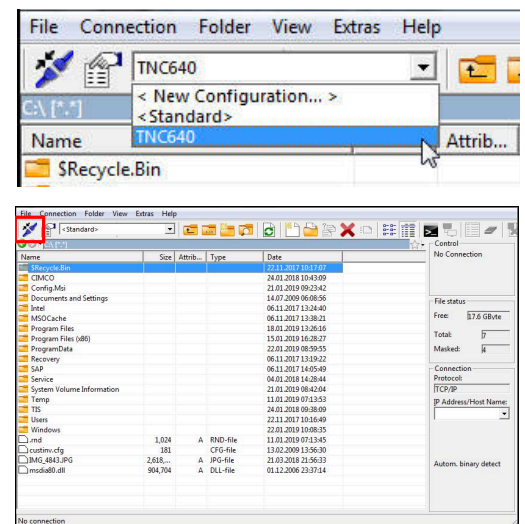 File Connection Folder View Extras Help
TNC640
C:\ [*.*]
< New Configuration... >
<Standard>
Name TNC640 Attrib...
$Recycle.Bin
File Connection Folder View Extras Help
<Standard>
C:\ [*.*]
Control
No Connection
Name Size Attrib... Type Date
$Recycle.Bin 22.11.2017 10:17:07
CIMCO 24.01.2018 10:43:09
Config.Msi 21.01.2019 09:23:42
Documents and Settings 14.07.2009 06:08:56
Intel 06.11.2017 13:24:40
MSOCache 06.11.2017 13:38:21
Program Files 18.01.2019 13:26:16
Program Files (x86) 15.01.2019 16:28:27
ProgramData 22.01.2019 08:59:55
Recovery 06.11.2017 13:19:22
SAP 06.11.2017 14:05:49
Service 04.01.2018 14:28:44
System Volume Information 21.01.2019 08:42:04
Temp 11.01.2019 07:13:53
TIS 24.01.2018 09:38:09
Users 22.11.2017 10:16:49
Windows 22.01.2019 10:08:35
.rnd 1,024 A RND-file 11.01.2019 07:13:45
custinv.cfg 181 CFG-file 13.02.2009 13:56:30
IMG_4843.JPG 2,618,... A JPG-file 21.03.2018 21:56:33
msdia80.dll 904,704 A DLL-file 01.12.2006 23:37:14
File status
Free: 17.6 GByte
Total: 7
Masked: 4
Connection
Protocol:
TCP/IP
IP Address/Host Name:
Autom. binary detect
No connection